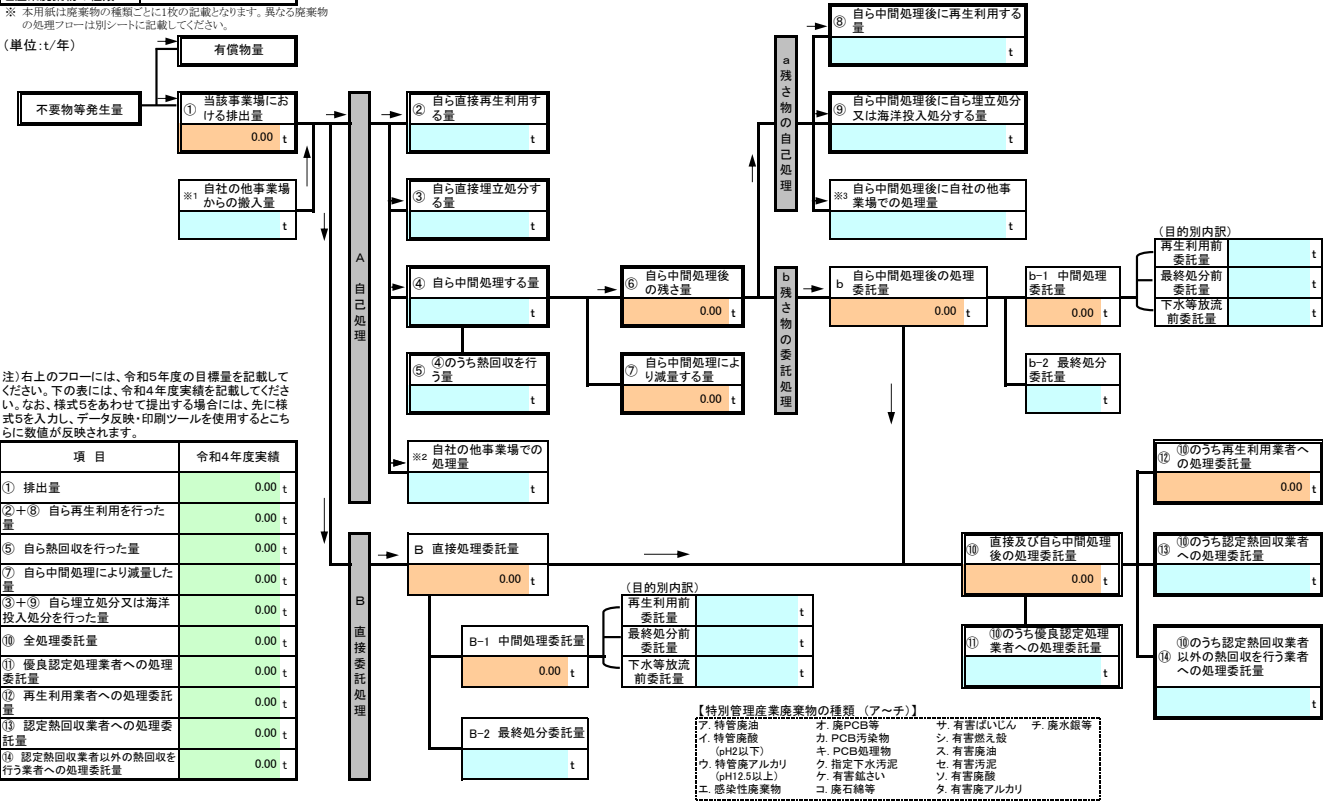 ※ 本用紙は廃棄物の種類ごとに1枚の記載となります。異なる廃棄物
の処理フローは別シートに記載してください。
（単位：t/年）
有償物量
不要物等発生量
① 当該事業場にお
ける排出量
0.00 t
※1 自社の他事業場
からの搬入量
t
A 自己処理
② 自ら直接再生利用す
る量
t
③ 自ら直接埋立処分す
る量
t
④ 自ら中間処理する量
t
⑤ ④のうち熱回収を行
う量
t
※2 自社の他事業場での
処理量
t
⑥ 自ら中間処理後
の残さ量
0.00 t
⑦ 自ら中間処理によ
り減量する量
0.00 t
a 残さ物の自己処理
⑧ 自ら中間処理後に再生利用する
量
t
⑨ 自ら中間処理後に自ら埋立処分
又は海洋投入処分する量
t
※3 自ら中間処理後に自社の他事
業場での処理量
t
b 残さ物の委託処理
b 自ら中間処理後の処理
委託量
0.00 t
b-1 中間処理
委託量
0.00 t
（目的別内訳）
再生利用前
委託量
t
最終処分前
委託量
t
下水等放流
前委託量
t
b-2 最終処分
委託量
t
注）右上のフローには、令和5年度の目標量を記載して
ください。下の表には、令和4年度実績を記載してくださ
い。なお、様式5をあわせて提出する場合には、先に様
式5を入力し、データ反映・印刷ツールを使用するとこち
らに数値が反映されます。
項 目 令和4年度実績
① 排出量 0.00 t
②＋⑧ 自ら再生利用を行った
量 0.00 t
⑤ 自ら熱回収を行った量 0.00 t
⑦ 自ら中間処理により減量した
量 0.00 t
③＋⑨ 自ら埋立処分又は海洋
投入処分を行った量 0.00 t
⑩ 全処理委託量 0.00 t
⑪ 優良認定処理業者への処理
委託量 0.00 t
⑫ 再生利用業者への処理委託
量 0.00 t
⑬ 認定熱回収業者への処理委
託量 0.00 t
⑭ 認定熱回収業者以外の熱回収を
行う業者への処理委託量 0.00 t
B 直接委託処理
B 直接処理委託量
0.00 t
B-1 中間処理委託量
0.00 t
（目的別内訳）
再生利用前
委託量
t
最終処分前
委託量
t
下水等放流
前委託量
t
B-2 最終処分委託量
t
⑩ 直接及び自ら中間処理
後の処理委託量
0.00 t
⑪ ⑩のうち優良認定処理
業者への処理委託量
t
⑫ ⑩のうち再生利用業者へ
の処理委託量
0.00 t
⑬ ⑩のうち認定熱回収業者
への処理委託量
t
⑭ ⑩のうち認定熱回収業者
以外の熱回収を行う業者
への処理委託量
t
【特別管理産業廃棄物の種類 （ア～チ）】
ア. 特管廃油 オ. 廃PCB等 サ. 有害ばいじん チ. 廃水銀等
イ. 特管廃酸 カ. PCB汚染物 シ. 有害燃え殻
（pH2以下） キ. PCB処理物 ス. 有害廃油
ウ. 特管廃アルカリ ク. 指定下水汚泥 セ. 有害汚泥
（pH12.5以上） ケ. 有害鉱さい ソ. 有害廃酸
エ. 感染性廃棄物 コ. 廃石綿等 タ. 有害廃アルカリ